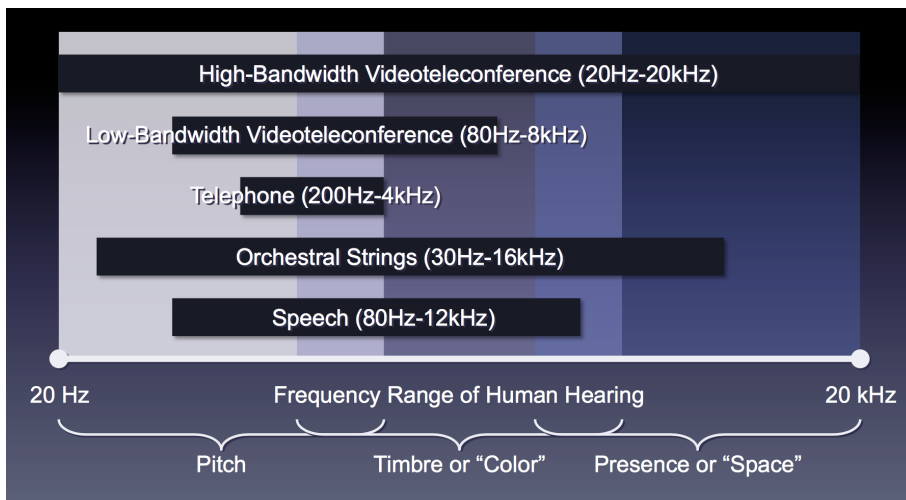 High-Bandwidth Videoteleconference (20Hz-20kHz)
Low-Bandwidth Videoteleconference (80Hz-8kHz)
Telephone (200Hz-4kHz)
Orchestral Strings (30Hz-16kHz)
Speech (80Hz-12kHz)
20 Hz Frequency Range of Human Hearing 20 kHz
Pitch Timbre or “Color” Presence or “Space”